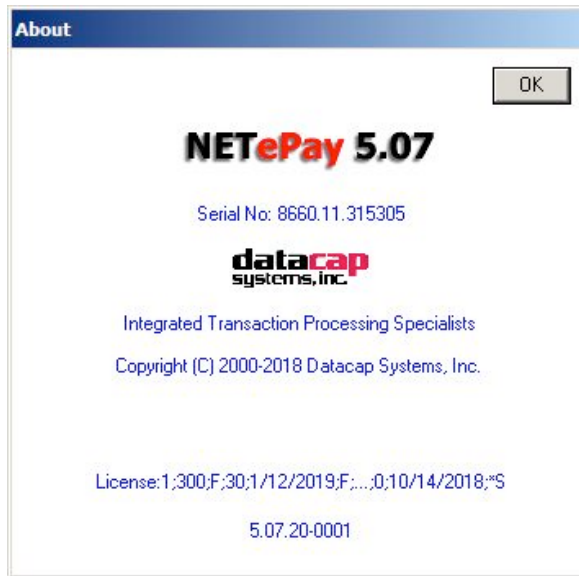 About
OK
NETePay 5.07
Serial No: 8660.11.315305
datacap
systems,inc.
Integrated Transaction Processing Specialists
Copyright (C) 2000-2018 Datacap Systems, Inc.
License:1;300;F;30;1/12/2019;F;...;0;10/14/2018;*S
5.07.20-0001